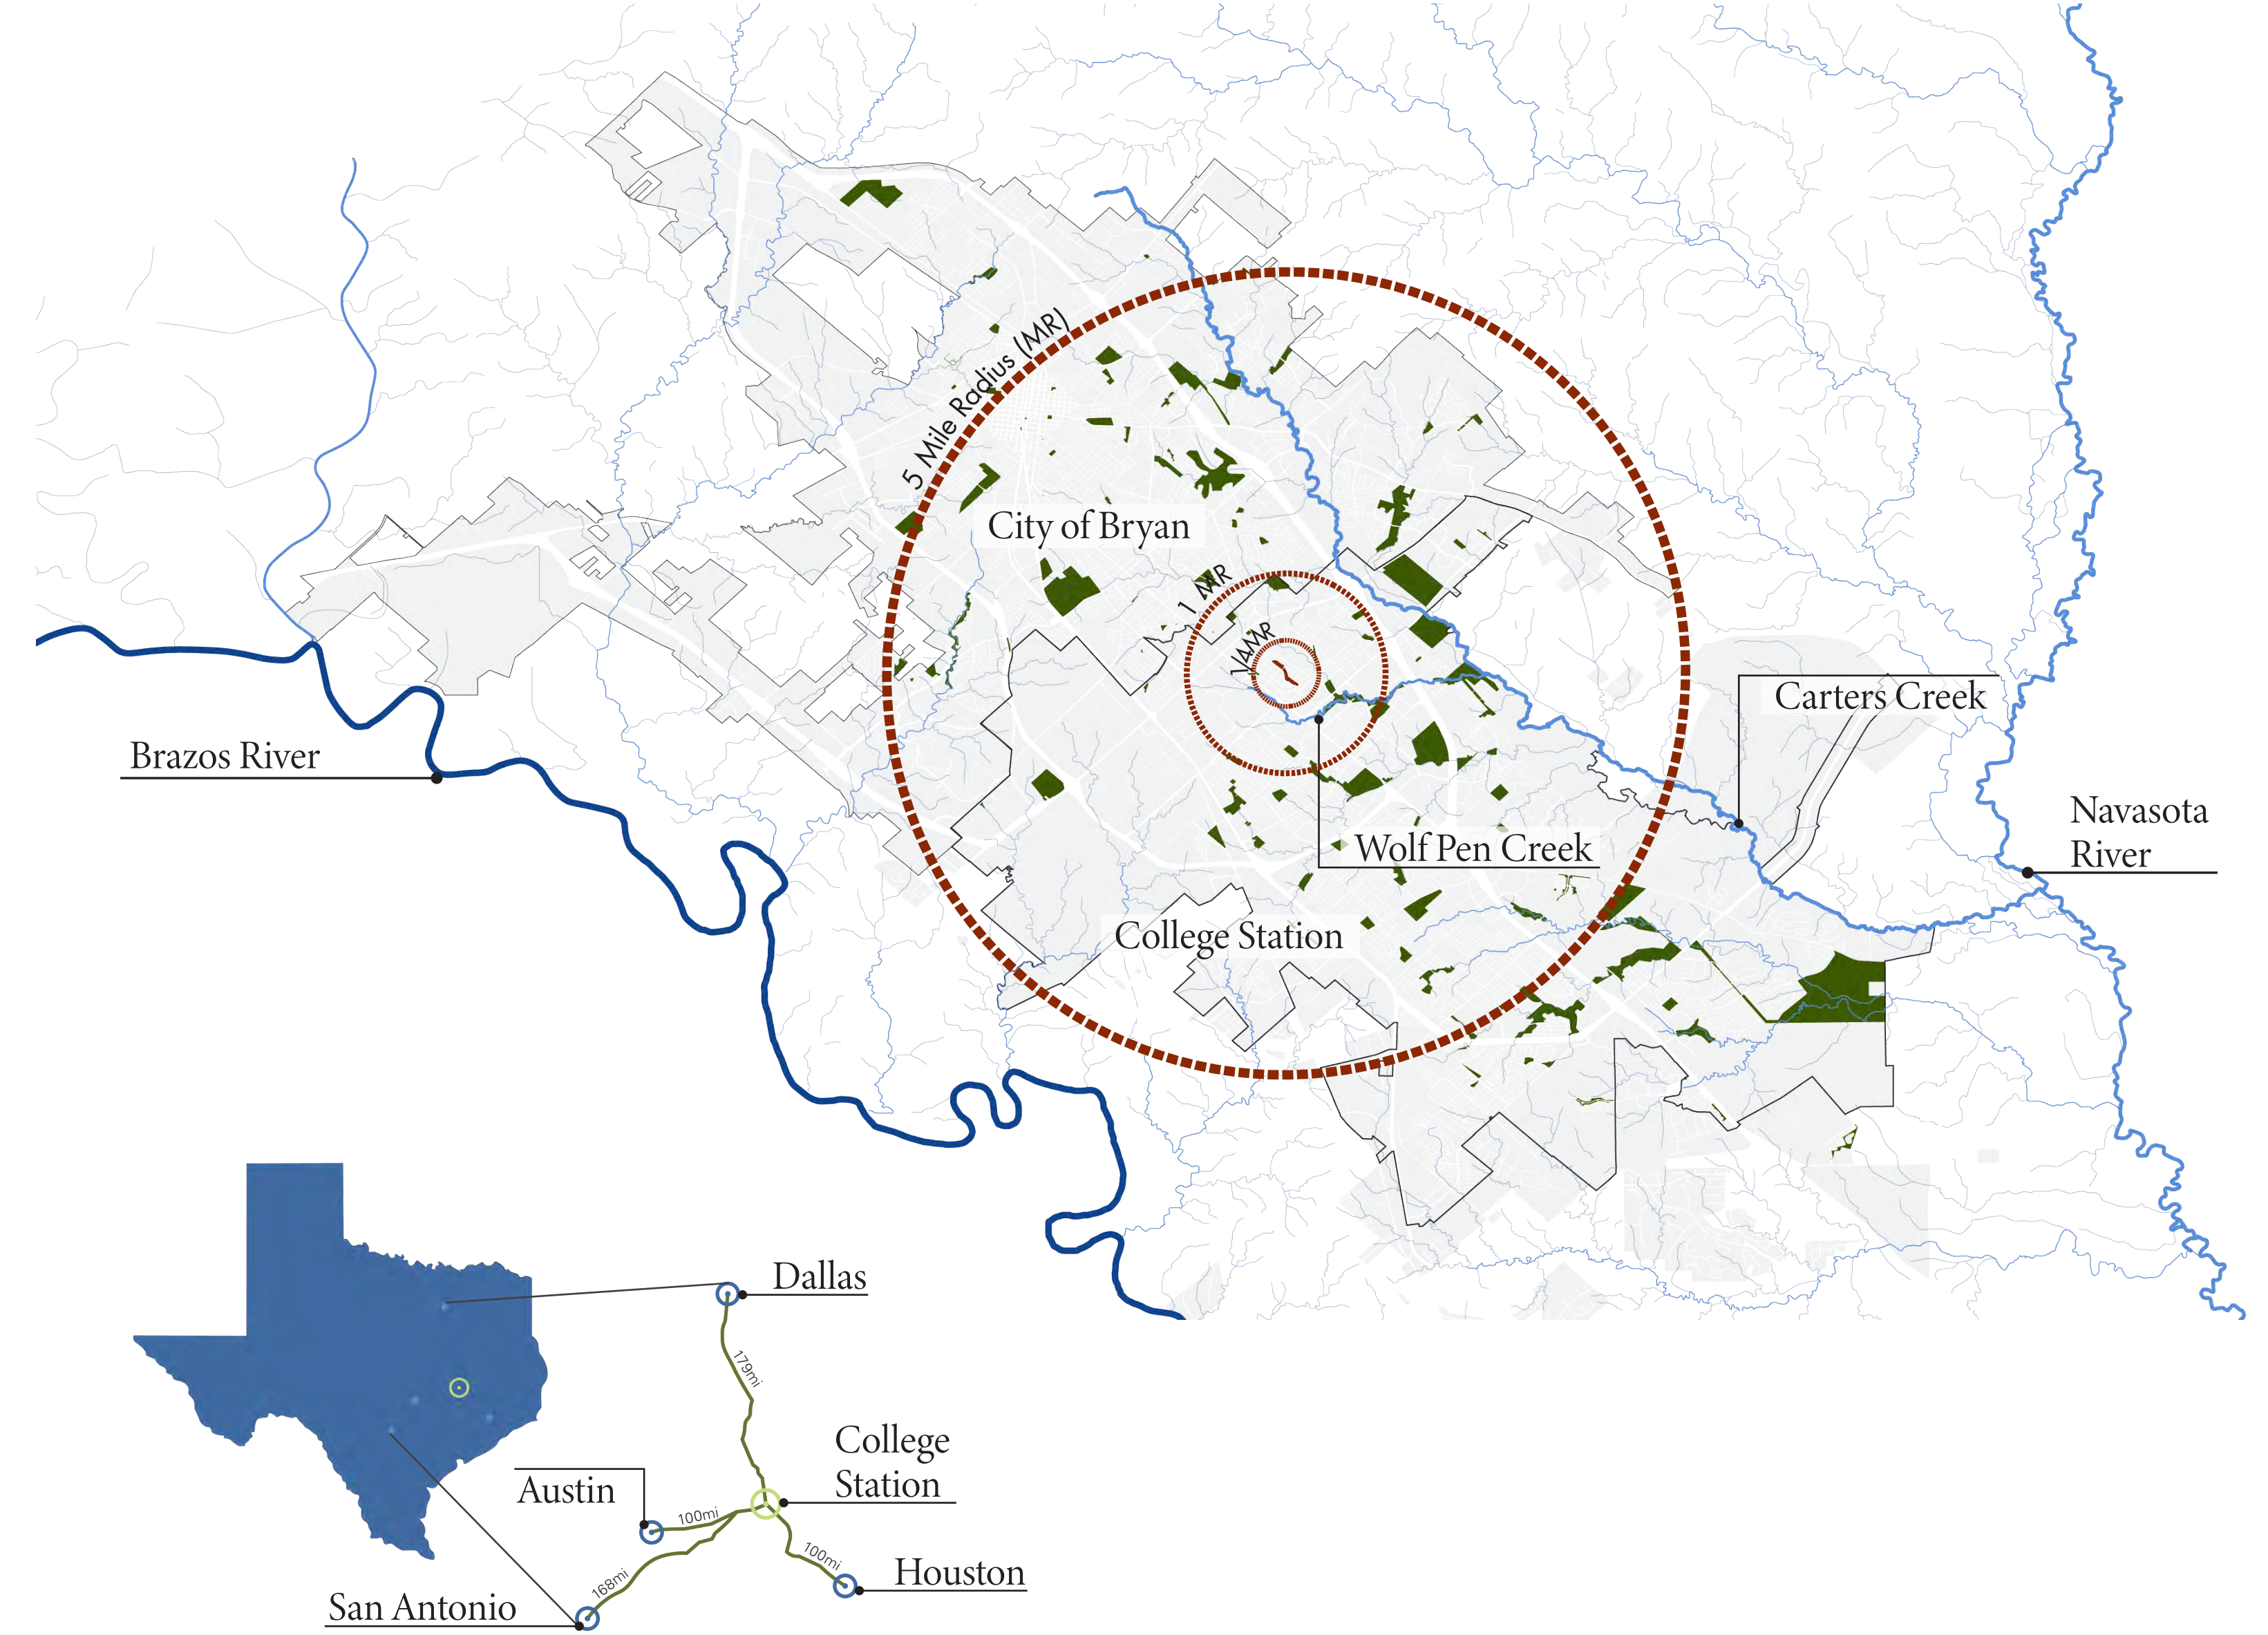 5 Mile Radius (MR)
City of Bryan
1 MR
1/4MR
Carters Creek
Brazos River
Navasota
River
Wolf Pen Creek
College Station
Dallas
179mi
College
Station
Austin
100mi
100mi
Houston
168mi
San Antonio